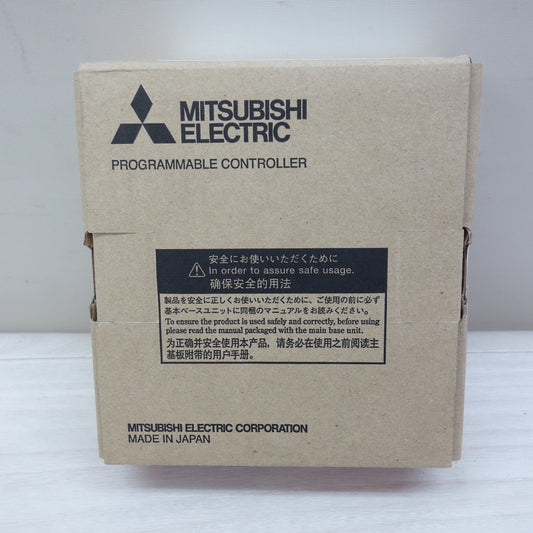 MITSUBISHI
ELECTRIC
PROGRAMMABLE CONTROLLER
安全にお使いいただくために
In order to assure safe usage.
确保安全的用法
製品を安全に正しくお使いいただくために、ご使用の前に必ず
基本ベースユニットに同梱のマニュアルをお読みください。
To ensure the product is used safely and correctly, before using
please read the manual packaged with the main base unit.
为正确并安全使用本产品，请务必在使用之前阅读主
基板附带的用户手册。
MITSUBISHI ELECTRIC CORPORATION
MADE IN JAPAN